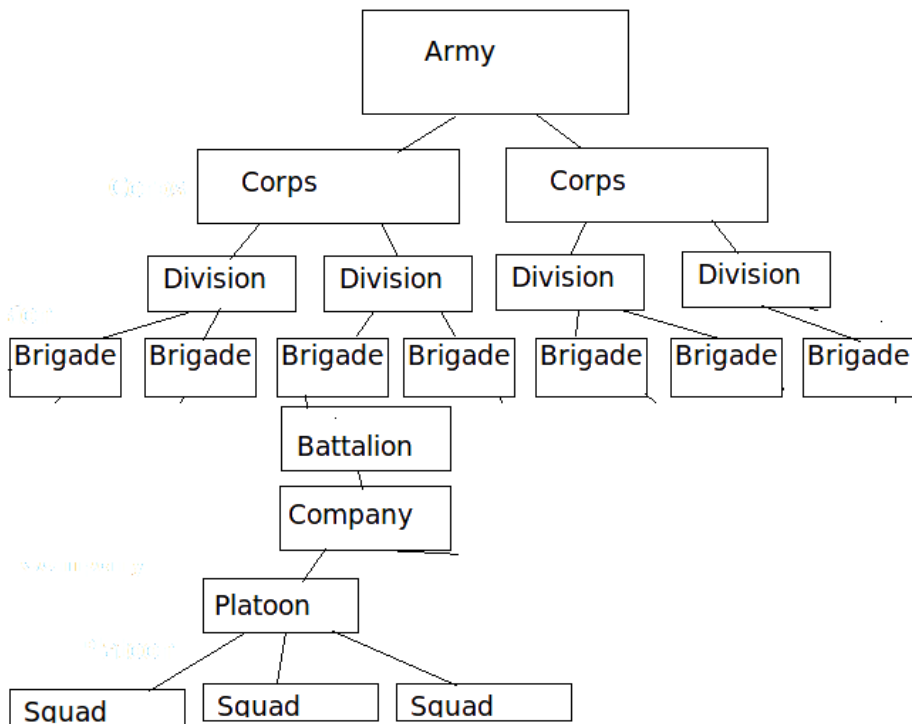 Army
Corps
Corps
Division
Division
Division
Division
Brigade
Brigade
Brigade
Brigade
Brigade
Brigade
Brigade
Battalion
Company
Platoon
Squad
Squad
Squad